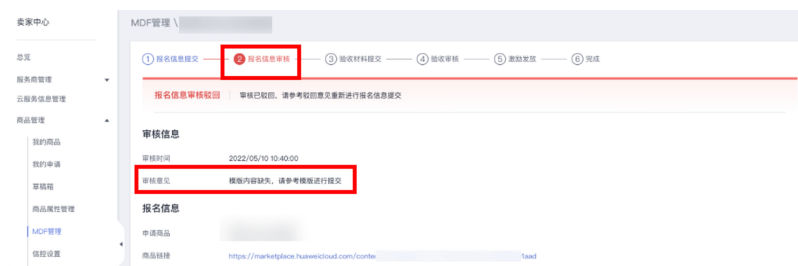 卖家中心
总览
服务商管理
云服务信息管理
商品管理
我的商品
我的申请
草稿箱
商品属性管理
MDF管理
信控设置
MDF管理 \
1 报名信息提交
2 报名信息审核
3 验收材料提交
4 验收审核
5 激励发放
6 完成
报名信息审核驳回 审核已驳回，请参考驳回意见重新进行报名信息提交
审核信息
审核时间 2022/05/10 10:40:00
审核意见 模版内容缺失，请参考模版进行提交
报名信息
申请商品
商品链接 https://marketplace.huaweicloud.com/conte